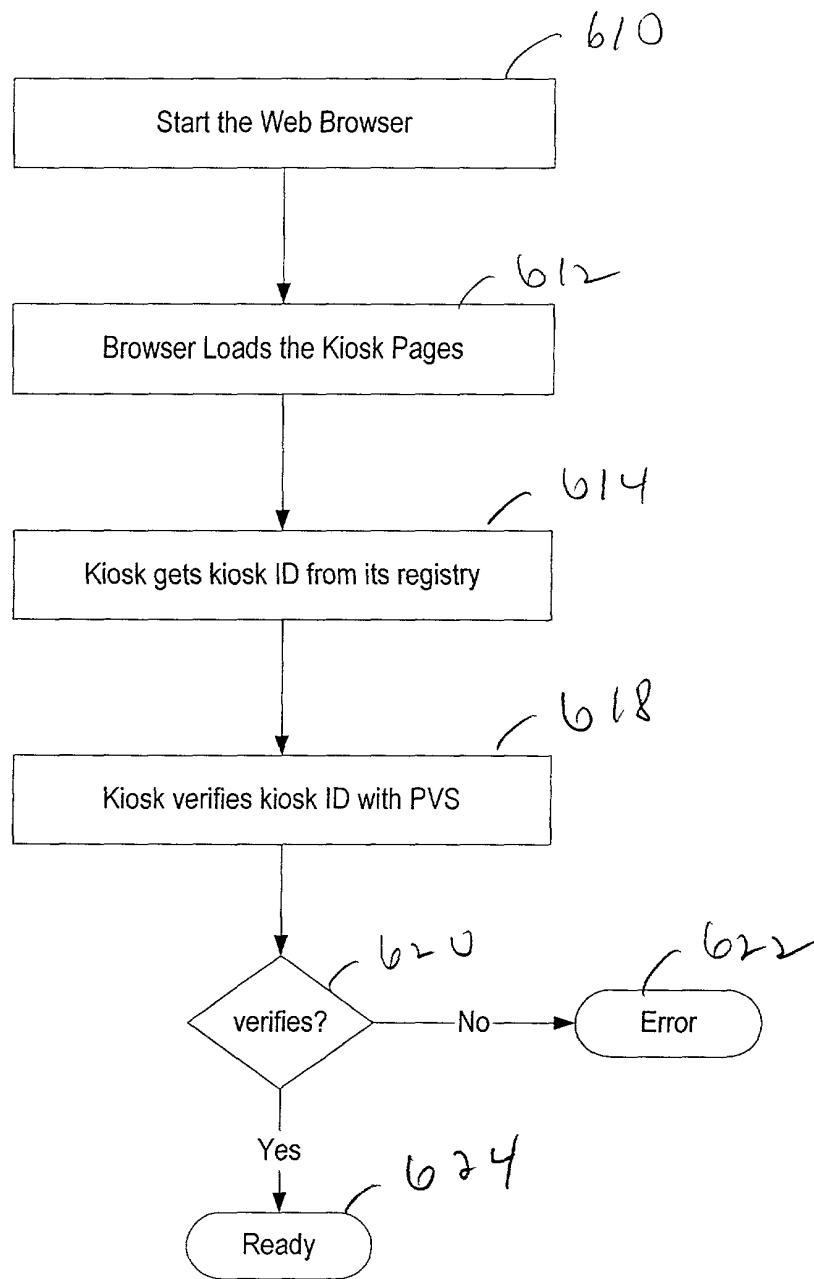 610
Start the Web Browser
612
Browser Loads the Kiosk Pages
614
Kiosk gets kiosk ID from its registry
618
Kiosk verifies kiosk ID with PVS
620
622
verifies?
No
Error
Yes
624
Ready